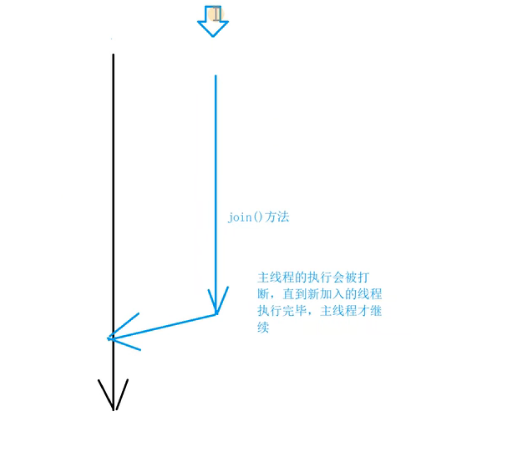 join()方法
主线程的执行会被打
断，直到新加入的线程
执行完毕，主线程才继
续